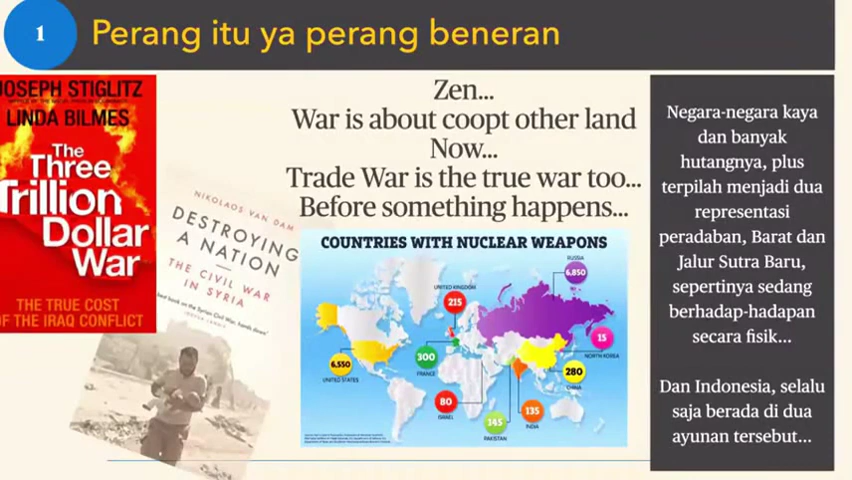 1
Perang itu ya perang beneran
JOSEPH STIGLITZ
LINDA BILMES
The
Three
Trillion
Dollar
War
THE TRUE COST
OF THE IRAQ CONFLICT
NIKOLAOS VAN DAM
DESTROYING
A NATION
THE CIVIL WAR
IN SYRIA
Zen...
War is about coopt other land
Now...
Trade War is the true war too...
Before something happens...
COUNTRIES WITH NUCLEAR WEAPONS
RUSSIA
6,850
UNITED KINGDOM
215
15
NORTH KOREA
6,550
UNITED STATES
300
FRANCE
280
CHINA
80
ISRAEL
145
PAKISTAN
135
INDIA
Negara-negara kaya
dan banyak
hutangnya, plus
terpilah menjadi dua
representasi
peradaban, Barat dan
Jalur Sutra Baru,
sepertinya sedang
berhadap-hadapan
secara fisik...
Dan Indonesia, selalu
saja berada di dua
ayunan tersebut...